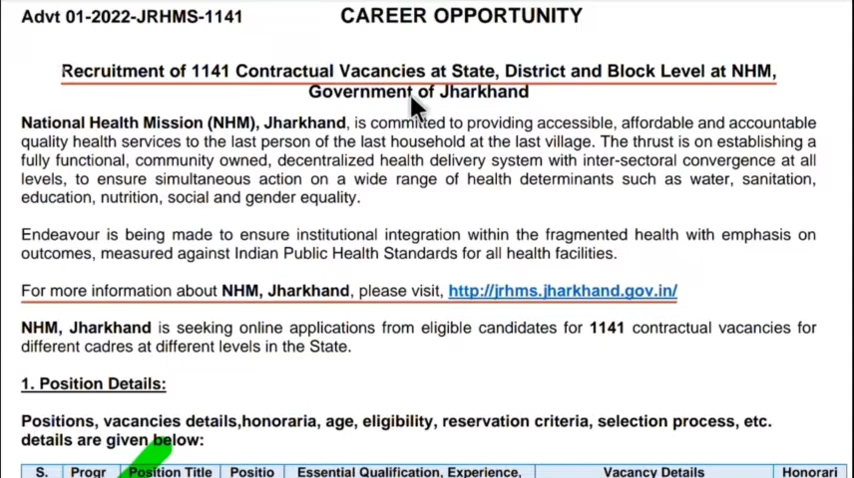 Advt 01-2022-JRHMS-1141 CAREER OPPORTUNITY
Recruitment of 1141 Contractual Vacancies at State, District and Block Level at NHM,
Government of Jharkhand
National Health Mission (NHM), Jharkhand, is committed to providing accessible, affordable and accountable
quality health services to the last person of the last household at the last village. The thrust is on establishing a
fully functional, community owned, decentralized health delivery system with inter-sectoral convergence at all
levels, to ensure simultaneous action on a wide range of health determinants such as water, sanitation,
education, nutrition, social and gender equality.
Endeavour is being made to ensure institutional integration within the fragmented health with emphasis on
outcomes, measured against Indian Public Health Standards for all health facilities.
For more information about NHM, Jharkhand, please visit, http://jrhms.jharkhand.gov.in/
NHM, Jharkhand is seeking online applications from eligible candidates for 1141 contractual vacancies for
different cadres at different levels in the State.
1. Position Details:
Positions, vacancies details,honoraria, age, eligibility, reservation criteria, selection process, etc.
details are given below:
S. Progr Position Title Positio Essential Qualification, Experience, Vacancy Details Honorari